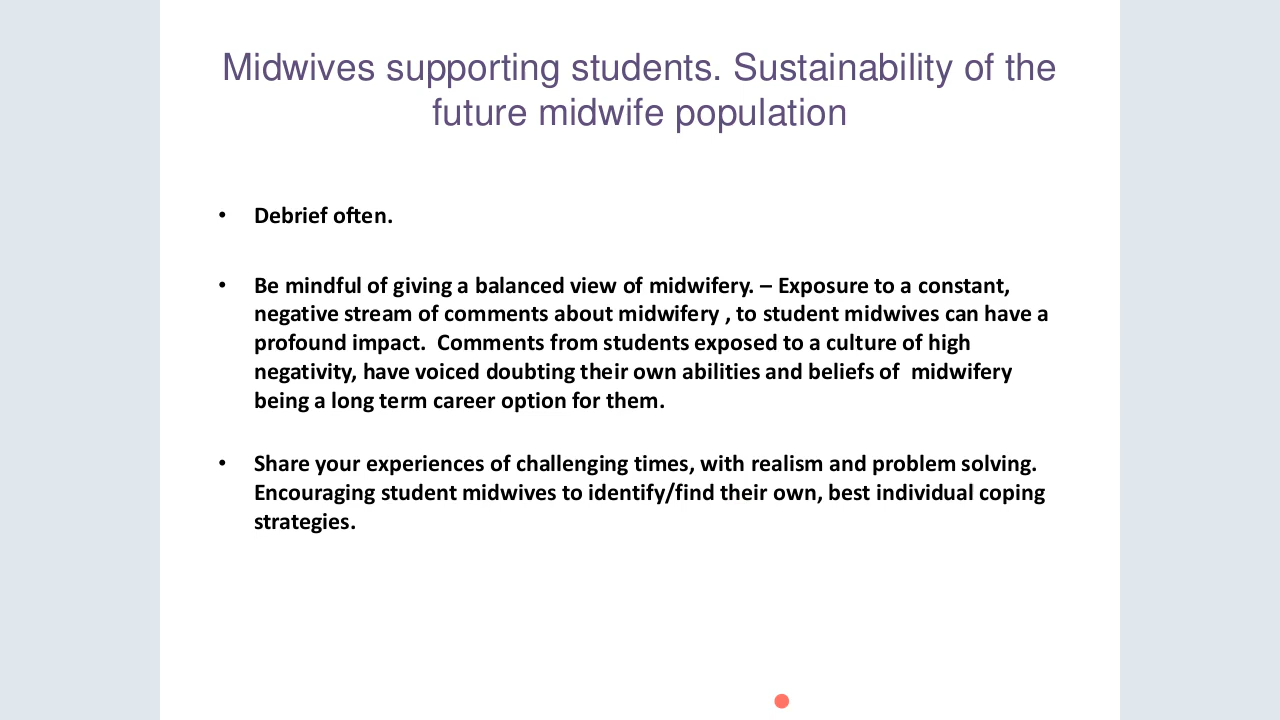 Midwives supporting students. Sustainability of the
future midwife population
• Debrief often.
• Be mindful of giving a balanced view of midwifery. – Exposure to a constant,
negative stream of comments about midwifery , to student midwives can have a
profound impact.  Comments from students exposed to a culture of high
negativity, have voiced doubting their own abilities and beliefs of  midwifery
being a long term career option for them.
• Share your experiences of challenging times, with realism and problem solving.
Encouraging student midwives to identify/find their own, best individual coping
strategies.